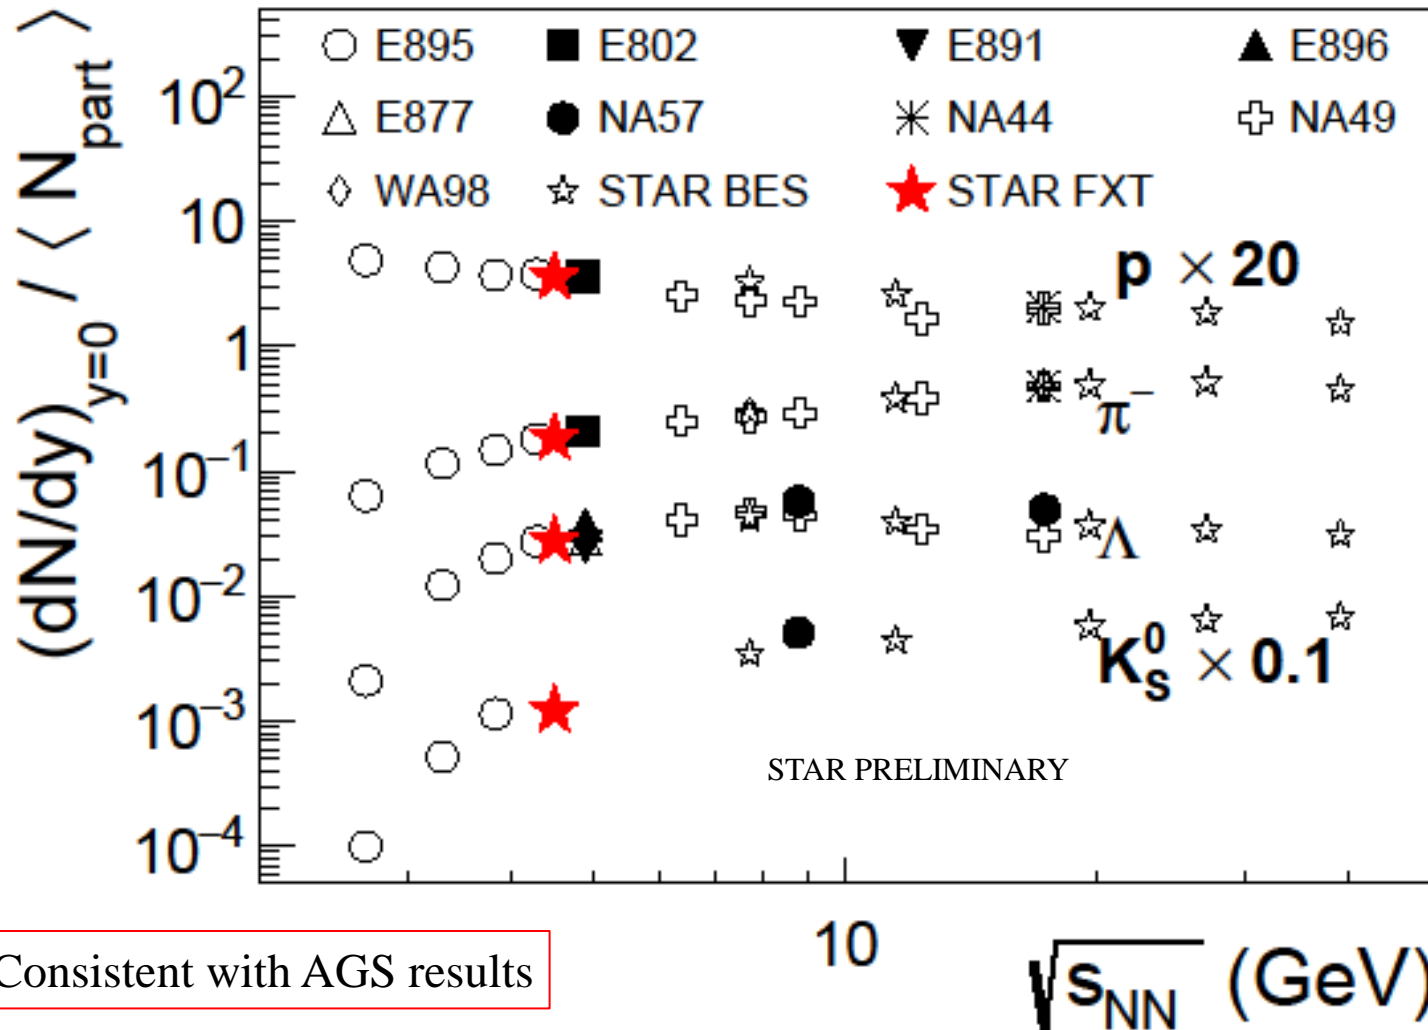 (dN/dy)y=0 / ⟨ Npart ⟩
E895 E802 E891 E896
E877 NA57 NA44 NA49
WA98 STAR BES STAR FXT
10²
10
1
10⁻¹
10⁻²
10⁻³
10⁻⁴
p × 20
π⁻
Λ
K⁰S × 0.1
STAR PRELIMINARY
10
√sNN (GeV)
Consistent with AGS results